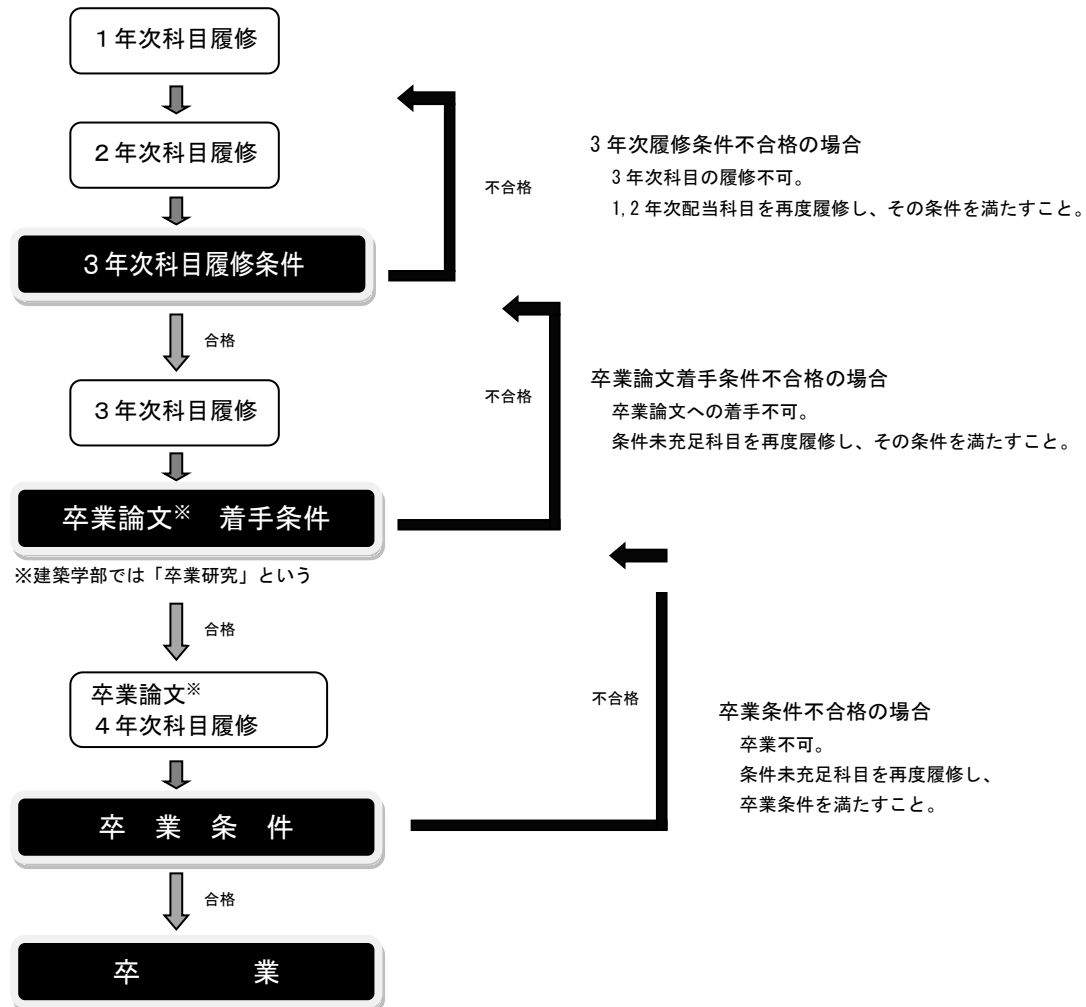 1年次科目履修
2年次科目履修
不合格
3年次履修条件不合格の場合
3年次科目の履修不可。
1,2年次配当科目を再度履修し、その条件を満たすこと。
3年次科目履修条件
合格
3年次科目履修
不合格
卒業論文着手条件不合格の場合
卒業論文への着手不可。
条件未充足科目を再度履修し、その条件を満たすこと。
卒業論文※　着手条件
※建築学部では「卒業研究」という
合格
卒業論文※
4年次科目履修
不合格
卒業条件不合格の場合
卒業不可。
条件未充足科目を再度履修し、
卒業条件を満たすこと。
卒　業　条　件
合格
卒　　　　業